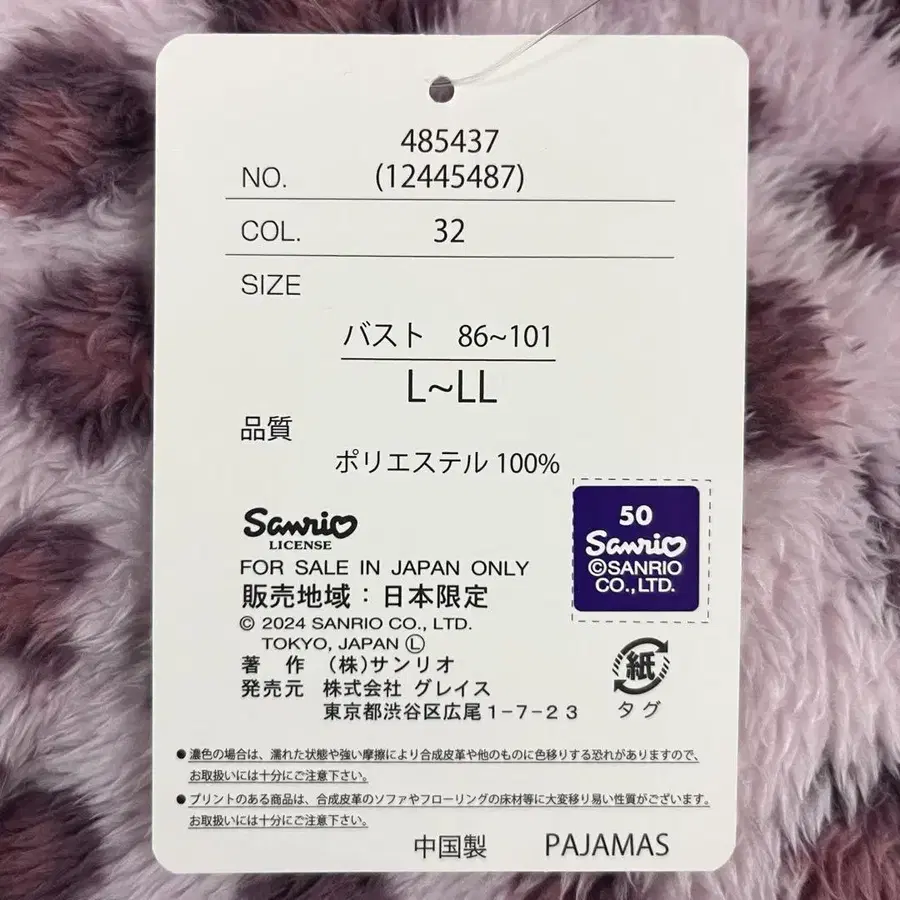 485437
NO. (12445487)
COL. 32
SIZE
バスト 86~101
L~LL
品質
ポリエステル 100%
50
Sanrio
©SANRIO
CO., LTD.
Sanrio
LICENSE
FOR SALE IN JAPAN ONLY
販売地域：日本限定
© 2024 SANRIO CO., LTD.
TOKYO, JAPAN Ⓛ
著 作 （株）サンリオ
発売元 株式会社 グレイス
東京都渋谷区広尾1-7-23
紙
タグ
●濃色の場合は、濡れた状態や強い摩擦により合成皮革や他のものに色移りする恐れがありますので、
お取扱いには十分にご注意下さい。
●プリントのある商品は、合成皮革のソファやフローリングの床材等に大変移り易い性質がございます。
お取扱いには十分にご注意下さい。
中国製 PAJAMAS